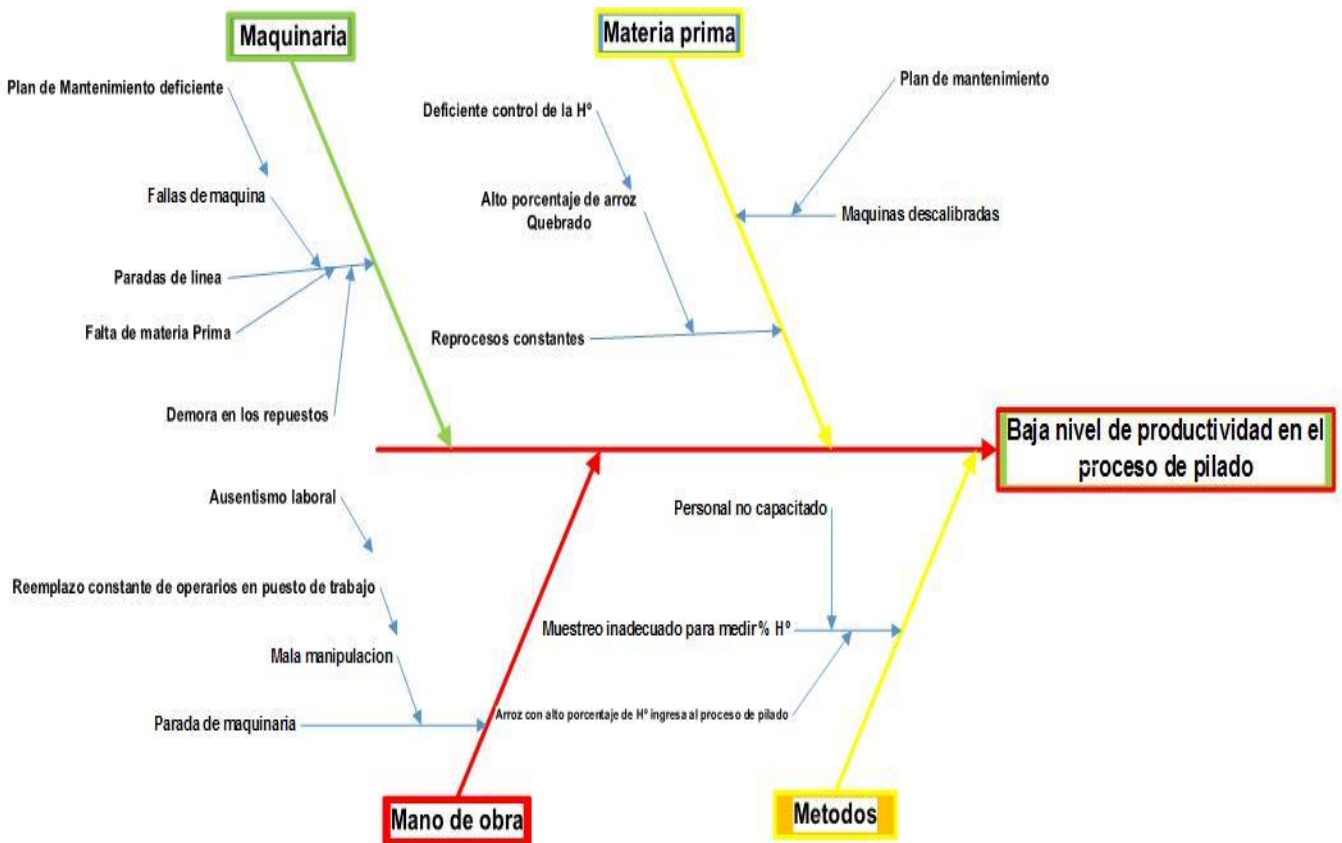 Maquinaria
Materia prima
Plan de Mantenimiento deficiente
Plan de mantenimiento
Deficiente control de la Hº
Fallas de maquina
Alto porcentaje de arroz
Quebrado
Maquinas descalibradas
Paradas de linea
Falta de materia Prima
Reprocesos constantes
Demora en los repuestos
Baja nivel de productividad en el
proceso de pilado
Ausentismo laboral
Personal no capacitado
Reemplazo constante de operarios en puesto de trabajo
Muestreo inadecuado para medir % Hº
Mala manipulacion
Arroz con alto porcentaje de Hº ingresa al proceso de pilado
Parada de maquinaria
Mano de obra
Metodos